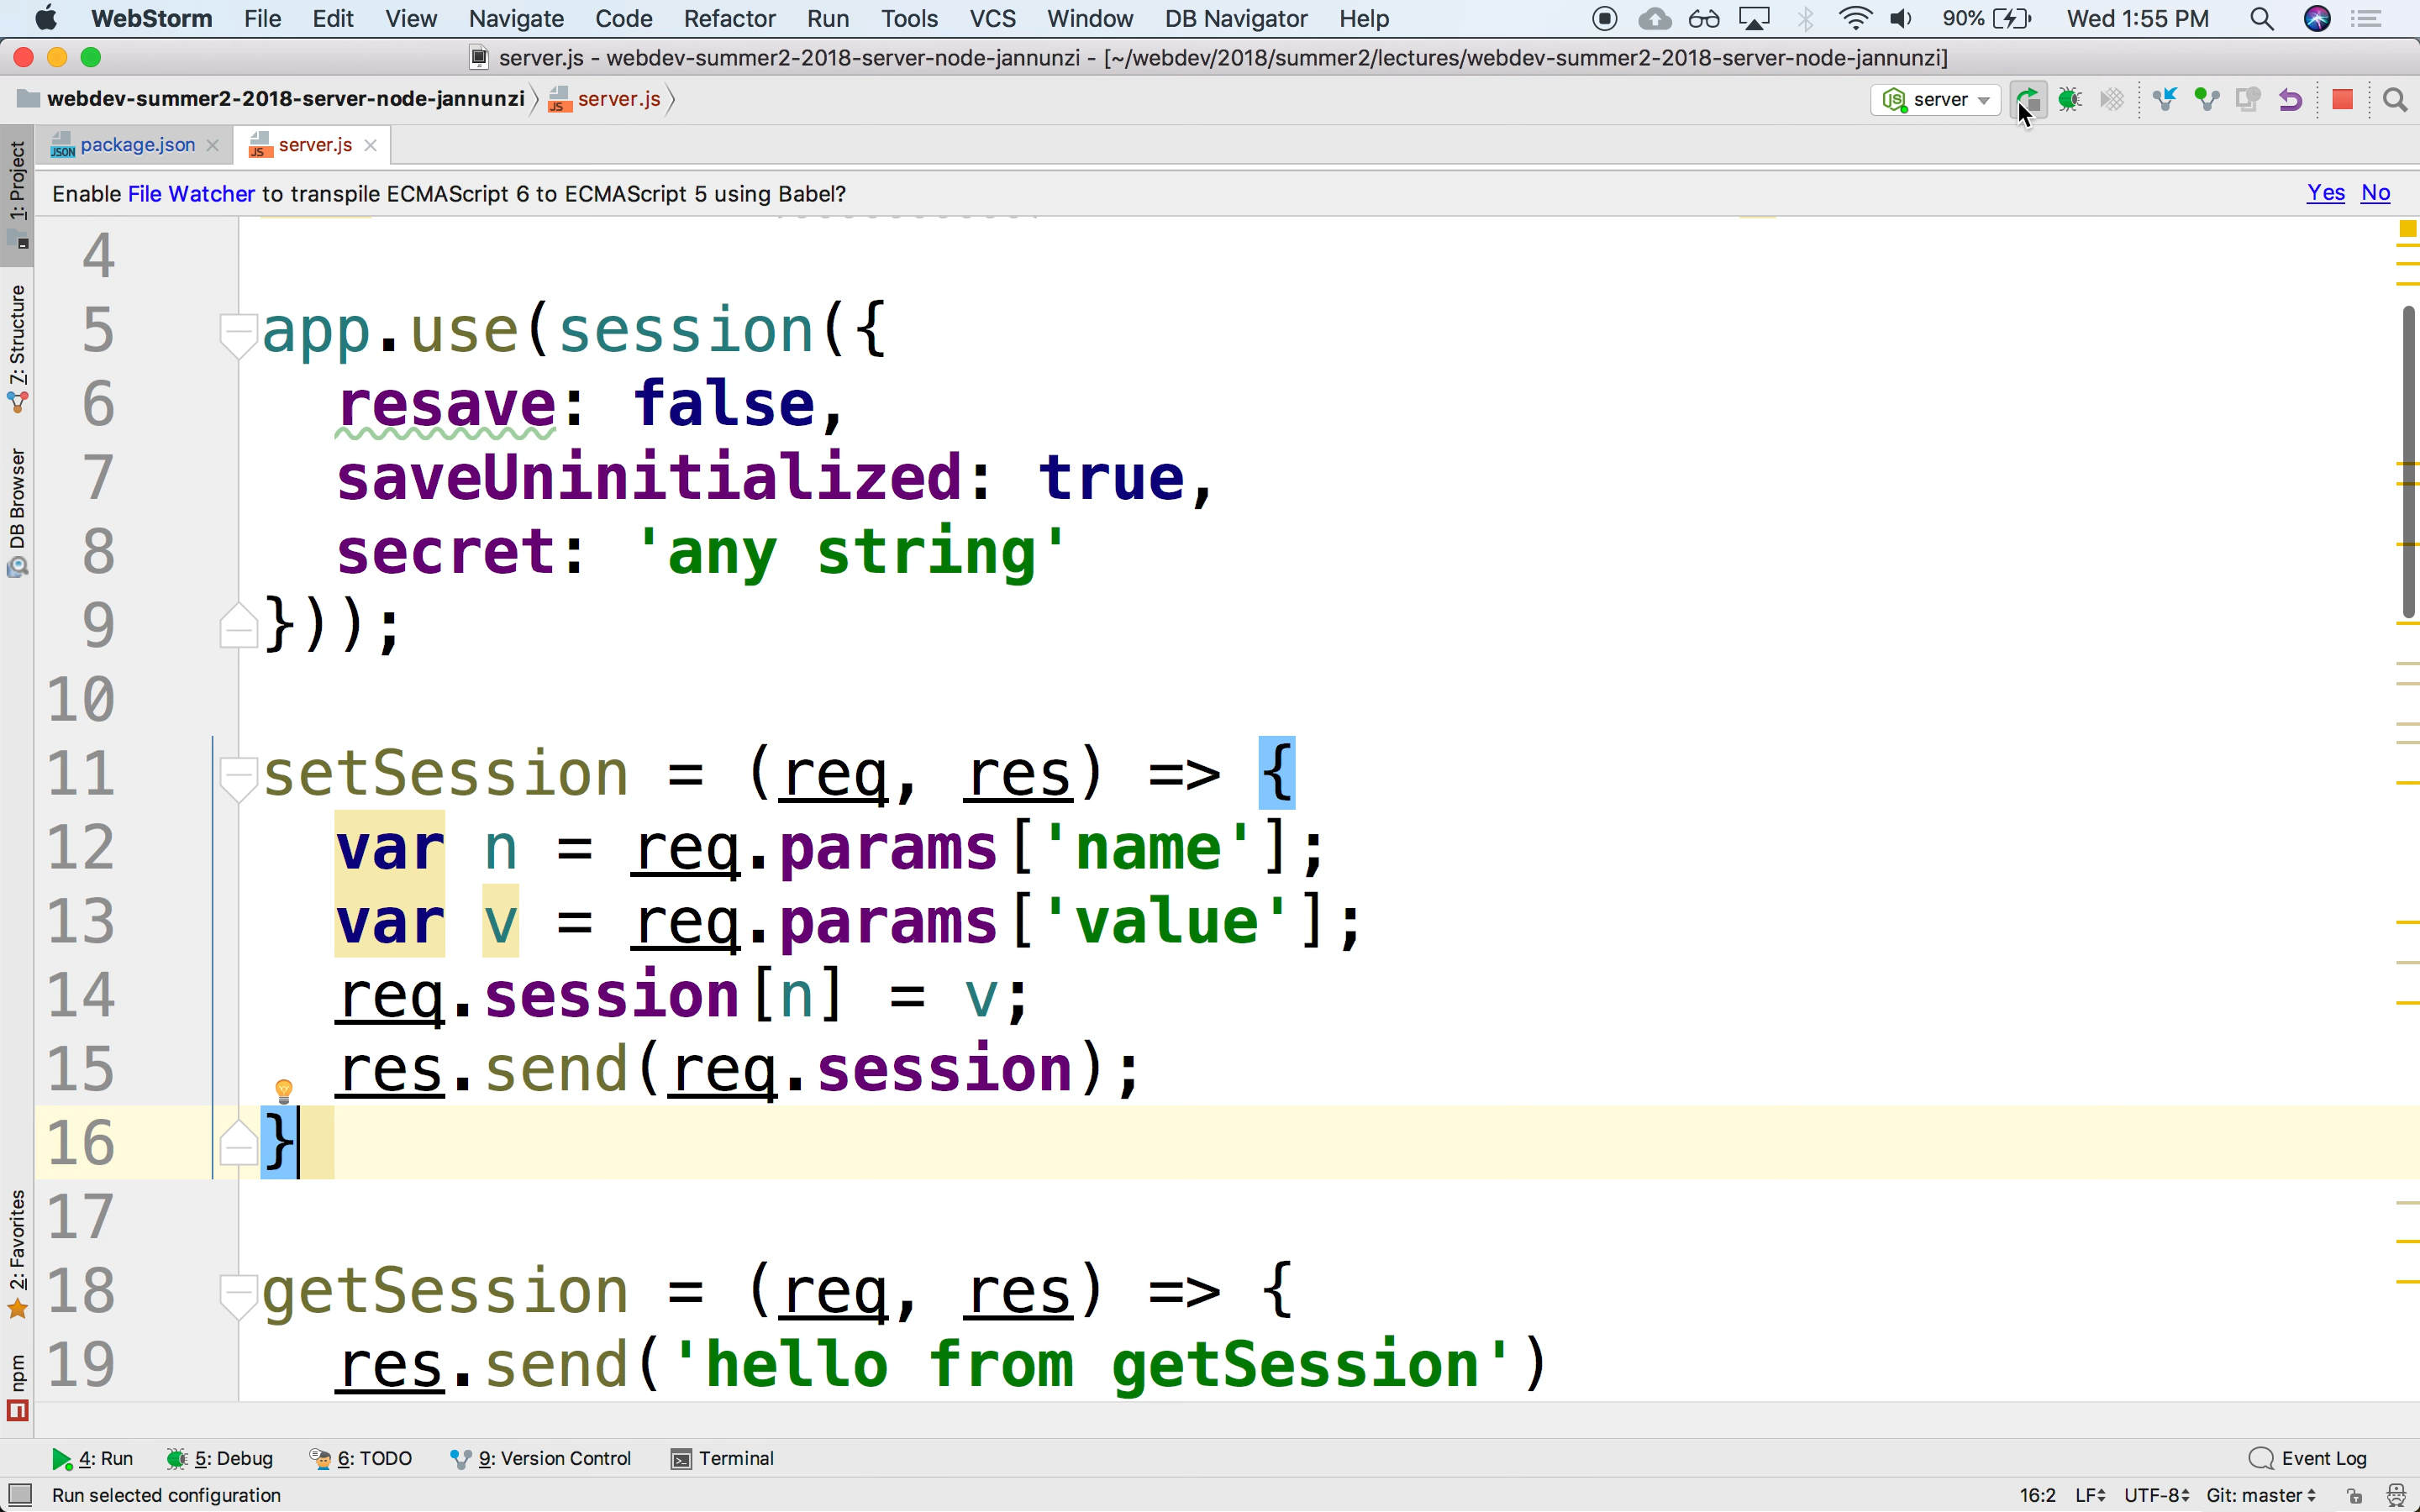 WebStorm File Edit View Navigate Code Refactor Run Tools VCS Window DB Navigator Help 90% Wed 1:55 PM
server.js - webdev-summer2-2018-server-node-jannunzi - [~/webdev/2018/summer2/lectures/webdev-summer2-2018-server-node-jannunzi]
webdev-summer2-2018-server-node-jannunzi server.js server
package.json server.js
Enable File Watcher to transpile ECMAScript 6 to ECMAScript 5 using Babel? Yes No
1: Project
7: Structure
DB Browser
2: Favorites
npm
4
5 app.use(session({
6 resave: false,
7 saveUninitialized: true,
8 secret: 'any string'
9 }));
10
11 setSession = (req, res) => {
12 var n = req.params['name'];
13 var v = req.params['value'];
14 req.session[n] = v;
15 res.send(req.session);
16 }
17
18 getSession = (req, res) => {
19 res.send('hello from getSession')
4: Run 5: Debug 6: TODO 9: Version Control Terminal Event Log
Run selected configuration 16:2 LF UTF-8 Git: master